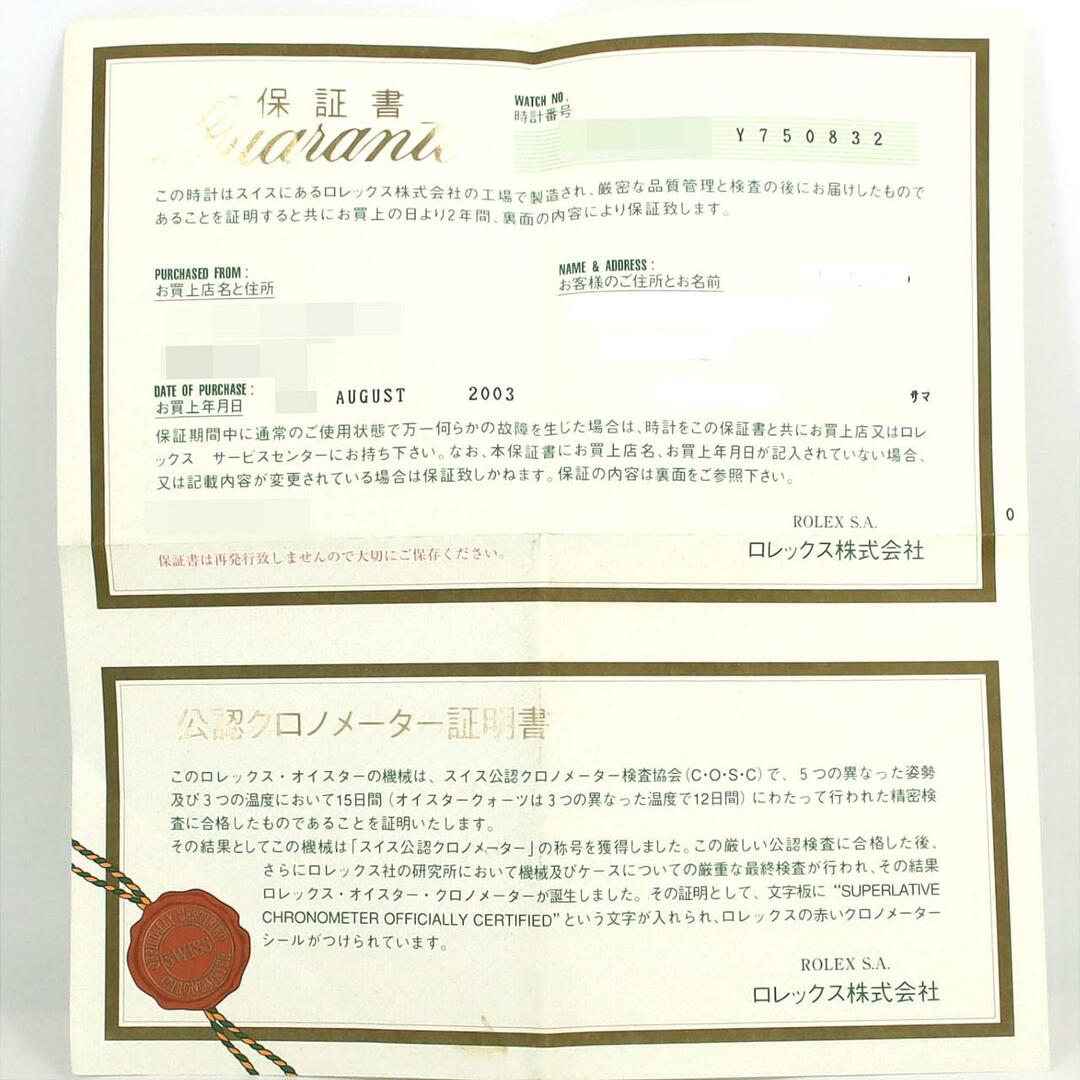 保証書
Guarante
WATCH NO.
時計番号
Y750832
この時計はスイスにあるロレックス株式会社の工場で製造され、厳密な品質管理と検査の後にお届けしたもので
あることを証明すると共にお買上の日より2年間、裏面の内容により保証致します。
PURCHASED FROM :
お買上店名と住所
NAME & ADDRESS :
お客様のご住所とお名前
DATE OF PURCHASE :
お買上年月日
AUGUST 2003
サマ
保証期間中に通常のご使用状態で万一何らかの故障を生じた場合は、時計をこの保証書と共にお買上店又はロレ
ックス サービスセンターにお持ち下さい。なお、本保証書にお買上店名、お買上年月日が記入されていない場合、
又は記載内容が変更されている場合は保証致しかねます。保証の内容は裏面をご参照下さい。
ROLEX S.A.
ロレックス株式会社
0
保証書は再発行致しませんので大切にご保存ください。
公認クロノメーター証明書
このロレックス・オイスターの機械は、スイス公認クロノメーター検査協会(C・O・S・C)で、5つの異なった姿勢
及び3つの温度において15日間(オイスタークォーツは3つの異なった温度で12日間)にわたって行われた精密検
査に合格したものであることを証明いたします。
その結果としてこの機械は「スイス公認クロノメーター」の称号を獲得しました。この厳しい公認検査に合格した後、
さらにロレックス社の研究所において機械及びケースについての厳重な最終検査が行われ、その結果
ロレックス・オイスター・クロノメーターが誕生しました。その証明として、文字板に “SUPERLATIVE
CHRONOMETER OFFICIALLY CERTIFIED” という文字が入れられ、ロレックスの赤いクロノメーター
シールがつけられています。
OFFICIALLY CERTIFIED
SWISS
CHRONOMETER
ROLEX S.A.
ロレックス株式会社